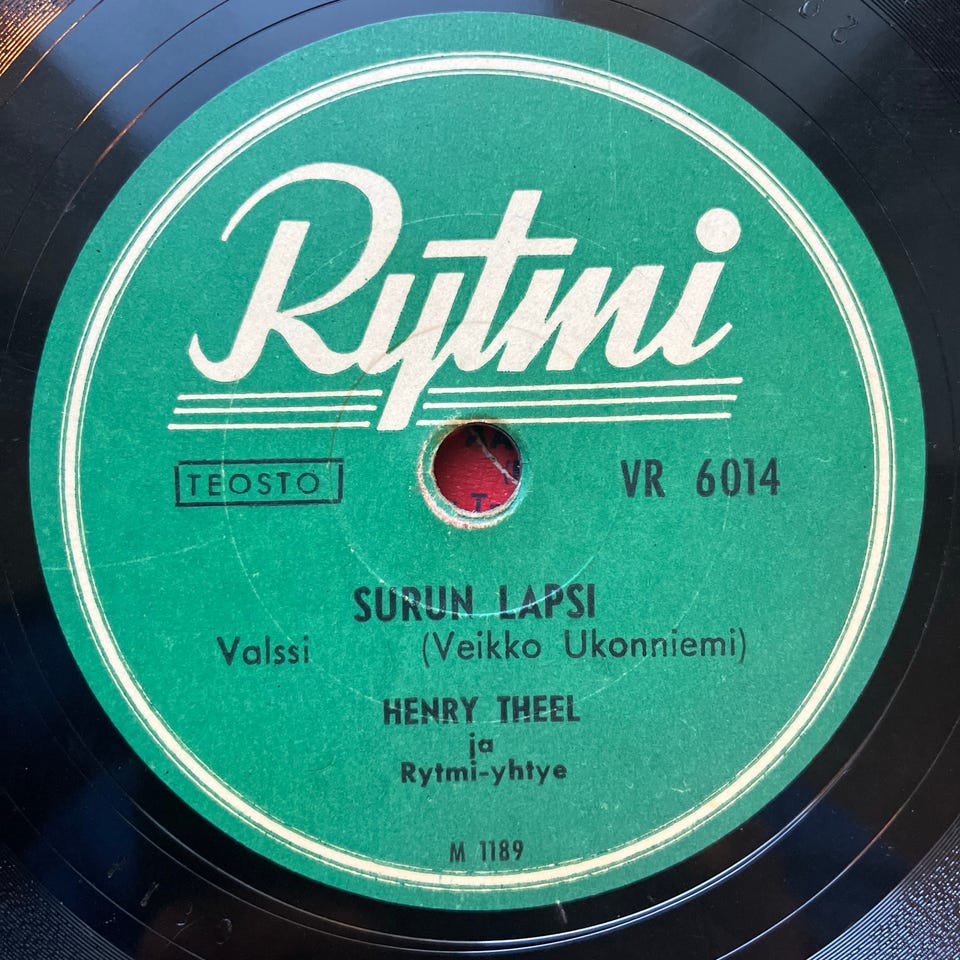 Rytmi
TEOSTO VR 6014
SURUN LAPSI
Valssi (Veikko Ukonniemi)
HENRY THEEL
ja
Rytmi-yhtye
M 1189